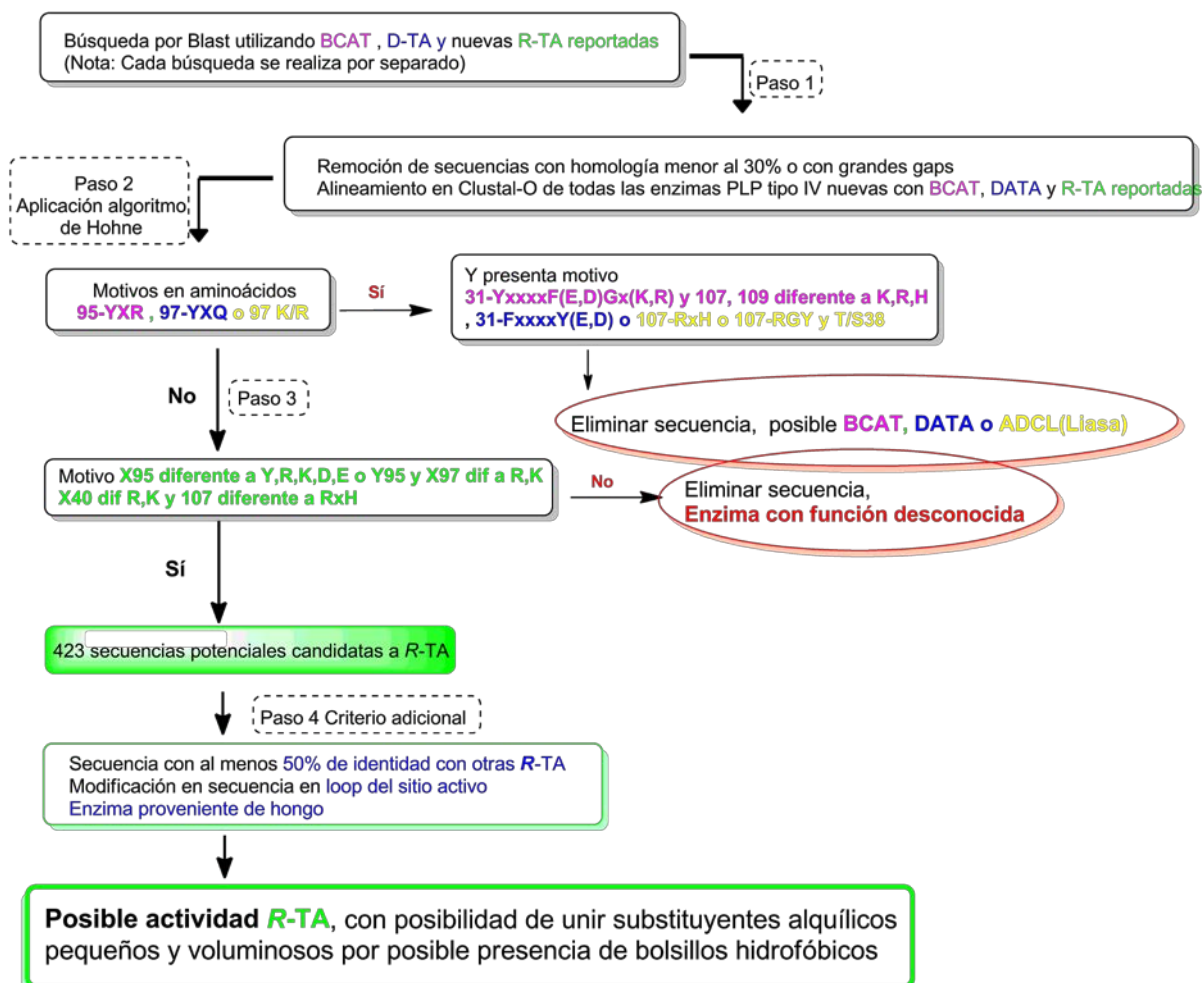 Búsqueda por Blast utilizando BCAT , D-TA y nuevas R-TA reportadas
(Nota: Cada búsqueda se realiza por separado)
Paso 1
Remoción de secuencias con homología menor al 30% o con grandes gaps
Alineamiento en Clustal-O de todas las enzimas PLP tipo IV nuevas con BCAT, DATA y R-TA reportadas
Paso 2
Aplicación algoritmo
de Hohne
Motivos en aminoácidos
95-YXR , 97-YXQ o 97 K/R
Sí
Y presenta motivo
31-YxxxxF(E,D)Gx(K,R) y 107, 109 diferente a K,R,H
, 31-FxxxxY(E,D) o 107-RxH o 107-RGY y T/S38
No
Paso 3
Eliminar secuencia, posible BCAT, DATA o ADCL(Liasa)
Motivo X95 diferente a Y,R,K,D,E o Y95 y X97 dif a R,K
X40 dif R,K y 107 diferente a RxH
No
Eliminar secuencia,
Enzima con función desconocida
Sí
423 secuencias potenciales candidatas a R-TA
Paso 4 Criterio adicional
Secuencia con al menos 50% de identidad con otras R-TA
Modificación en secuencia en loop del sitio activo
Enzima proveniente de hongo
Posible actividad R-TA, con posibilidad de unir substituyentes alquílicos
pequeños y voluminosos por posible presencia de bolsillos hidrofóbicos